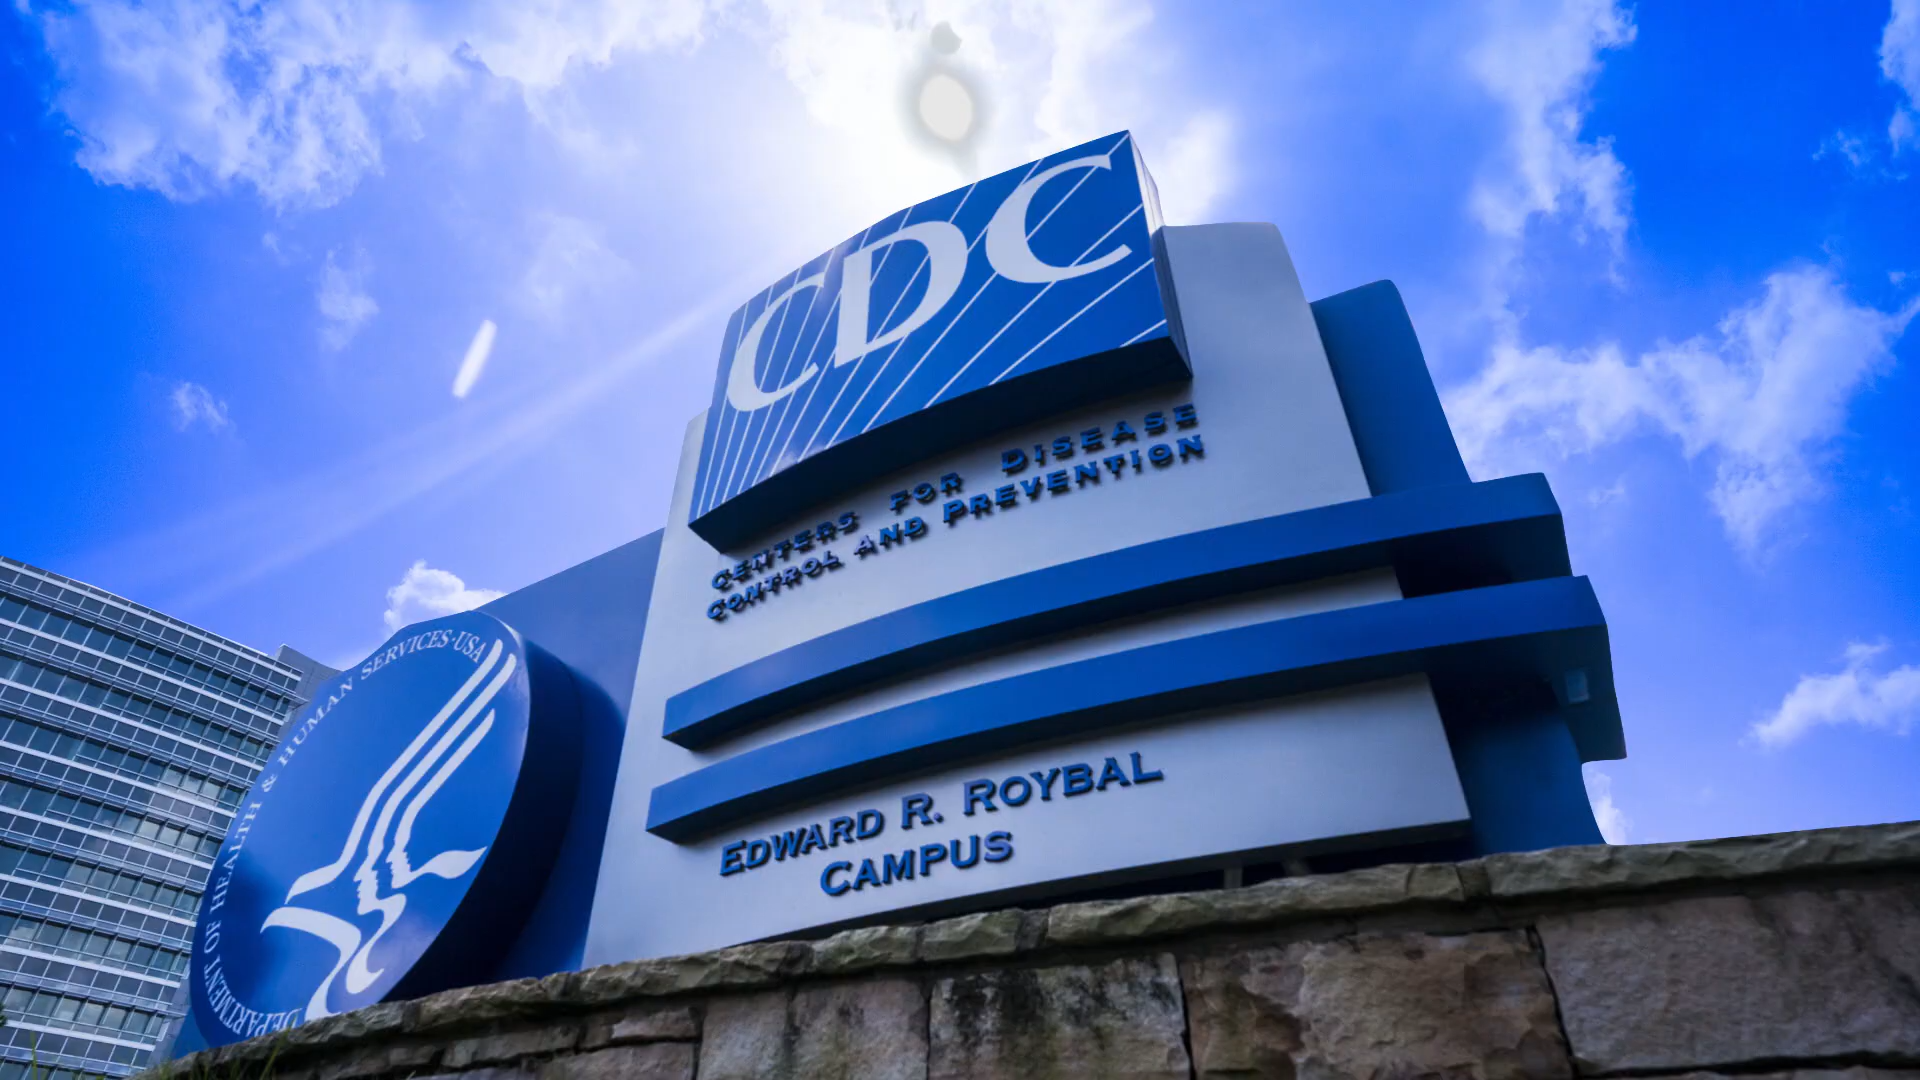 CDC
CENTERS FOR DISEASE
CONTROL AND PREVENTION
EDWARD R. ROYBAL
CAMPUS
DEPARTMENT OF HEALTH & HUMAN SERVICES·USA